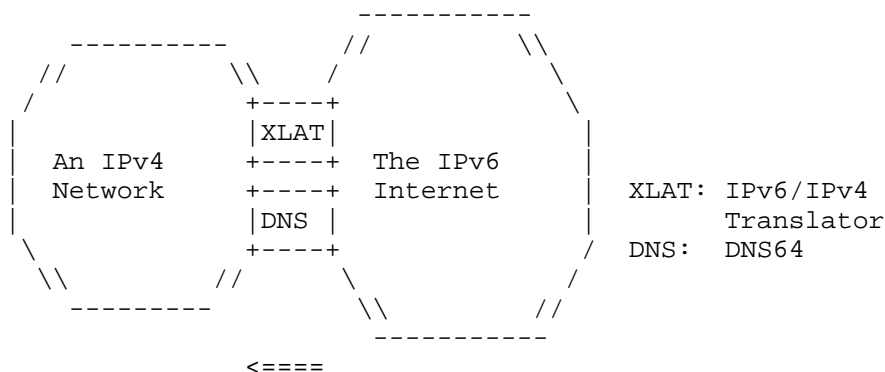 XLAT
An IPv4 The IPv6
Network Internet XLAT: IPv6/IPv4
DNS Translator
DNS: DNS64
<====